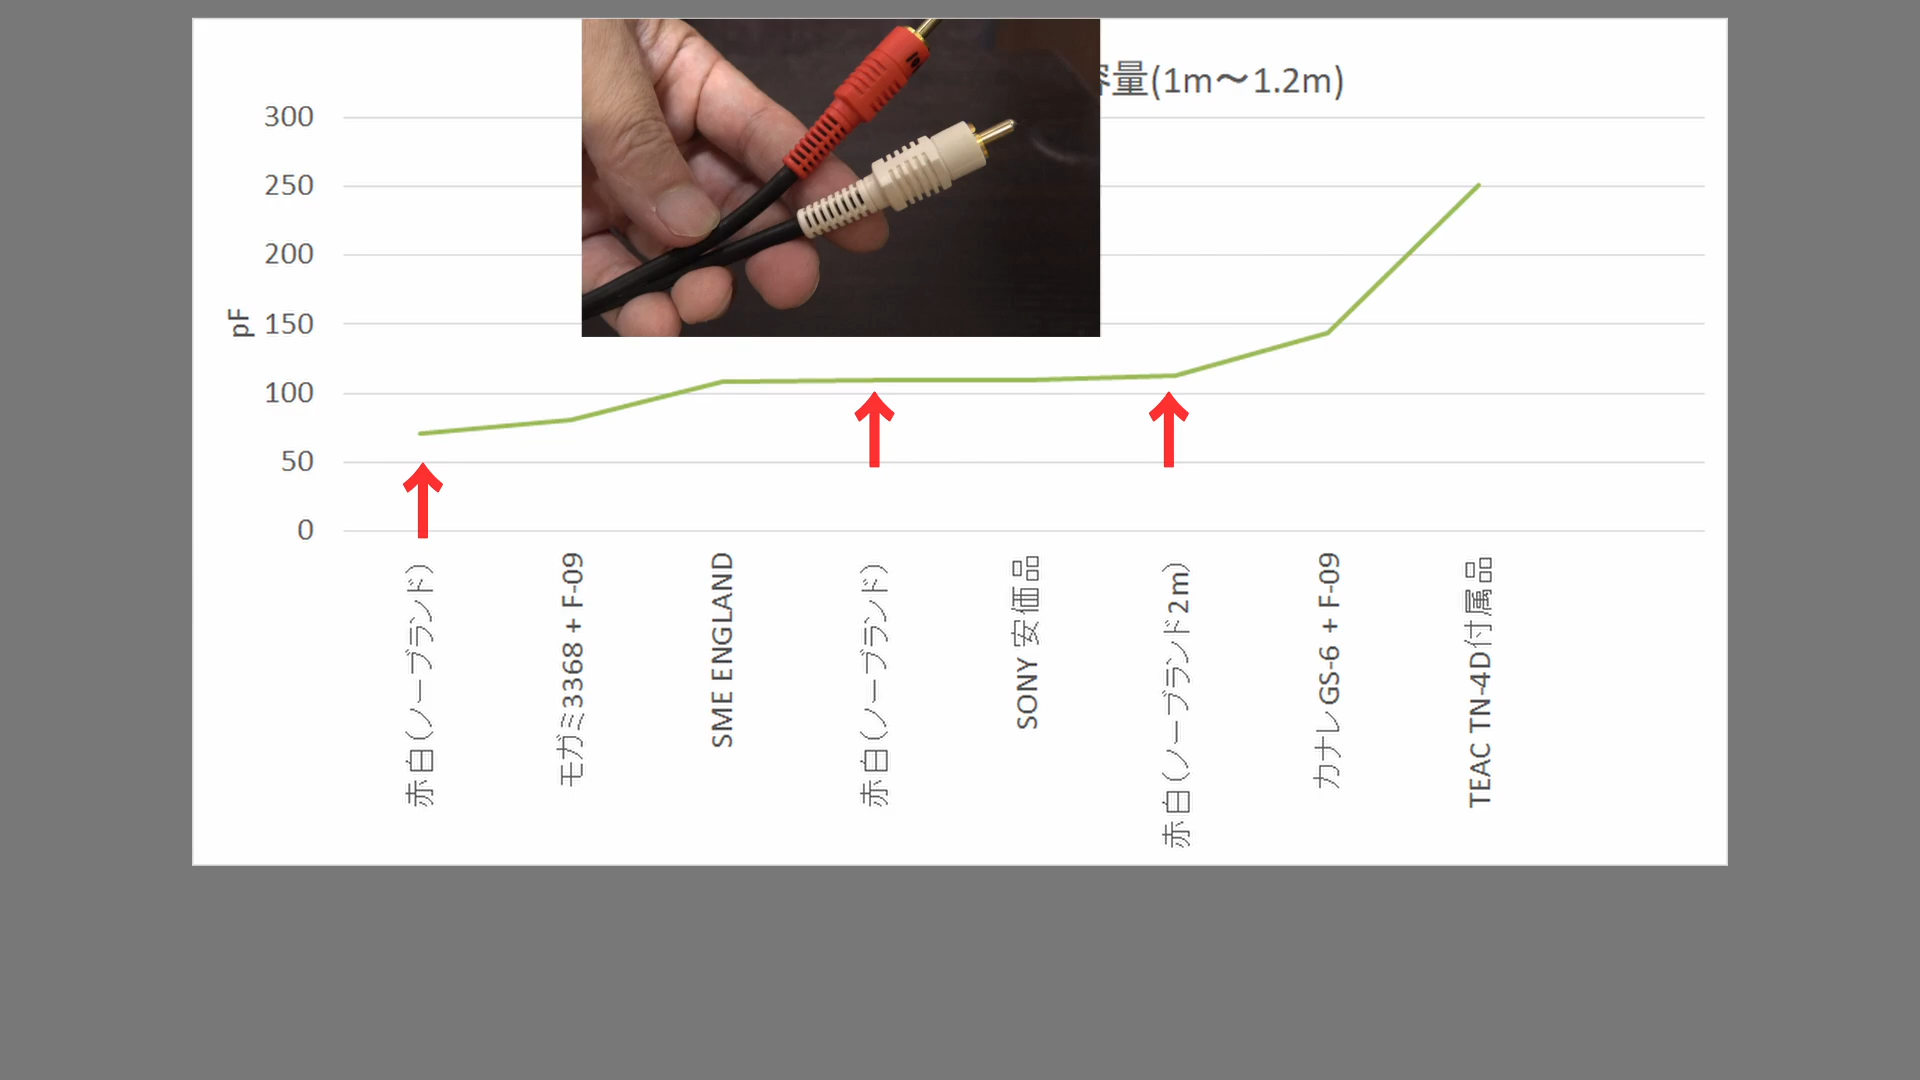 容量(1m～1.2m)
300
250
200
150
100
50
0
pF
赤白(ノーブランド)
モガミ3368 + F-09
SME ENGLAND
赤白(ノーブランド)
SONY 安価品
赤白(ノーブランド2m)
カナレGS-6 + F-09
TEAC TN-4D付属品